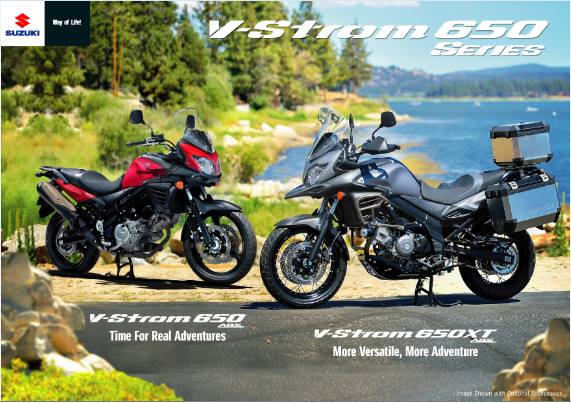 SUZUKI
Way of Life!
V-Strom 650
SERIES
V-Strom 650
ABS
Time For Real Adventures
V-Strom 650XT
ABS
More Versatile, More Adventure
Image Shown with Optional Accessories